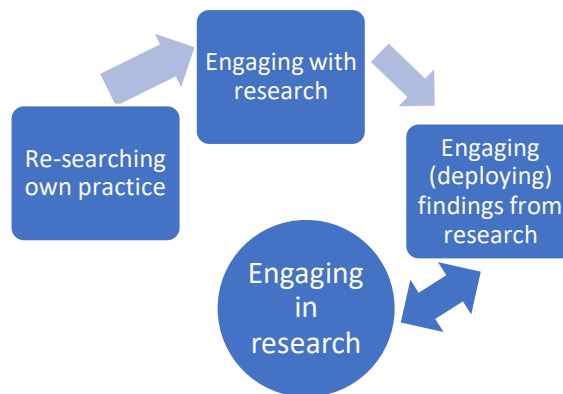 Engaging with
research
Re-searching
own practice
Engaging
(deploying)
findings from
research
Engaging
in
research